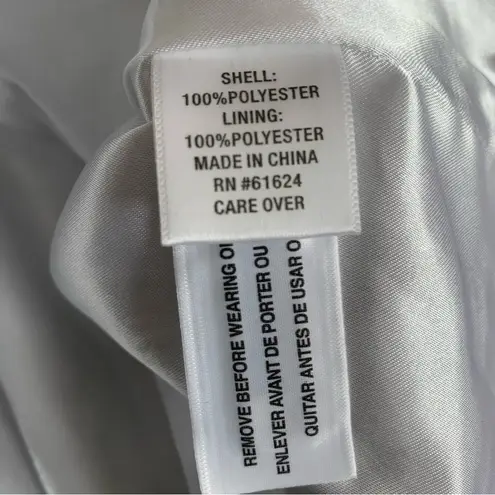 SHELL:
100%POLYESTER
LINING:
100%POLYESTER
MADE IN CHINA
RN #61624
CARE OVER
REMOVE BEFORE WEARING
ENLEVER AVANT DE PORTER OU
QUITAR ANTES DE USAR O